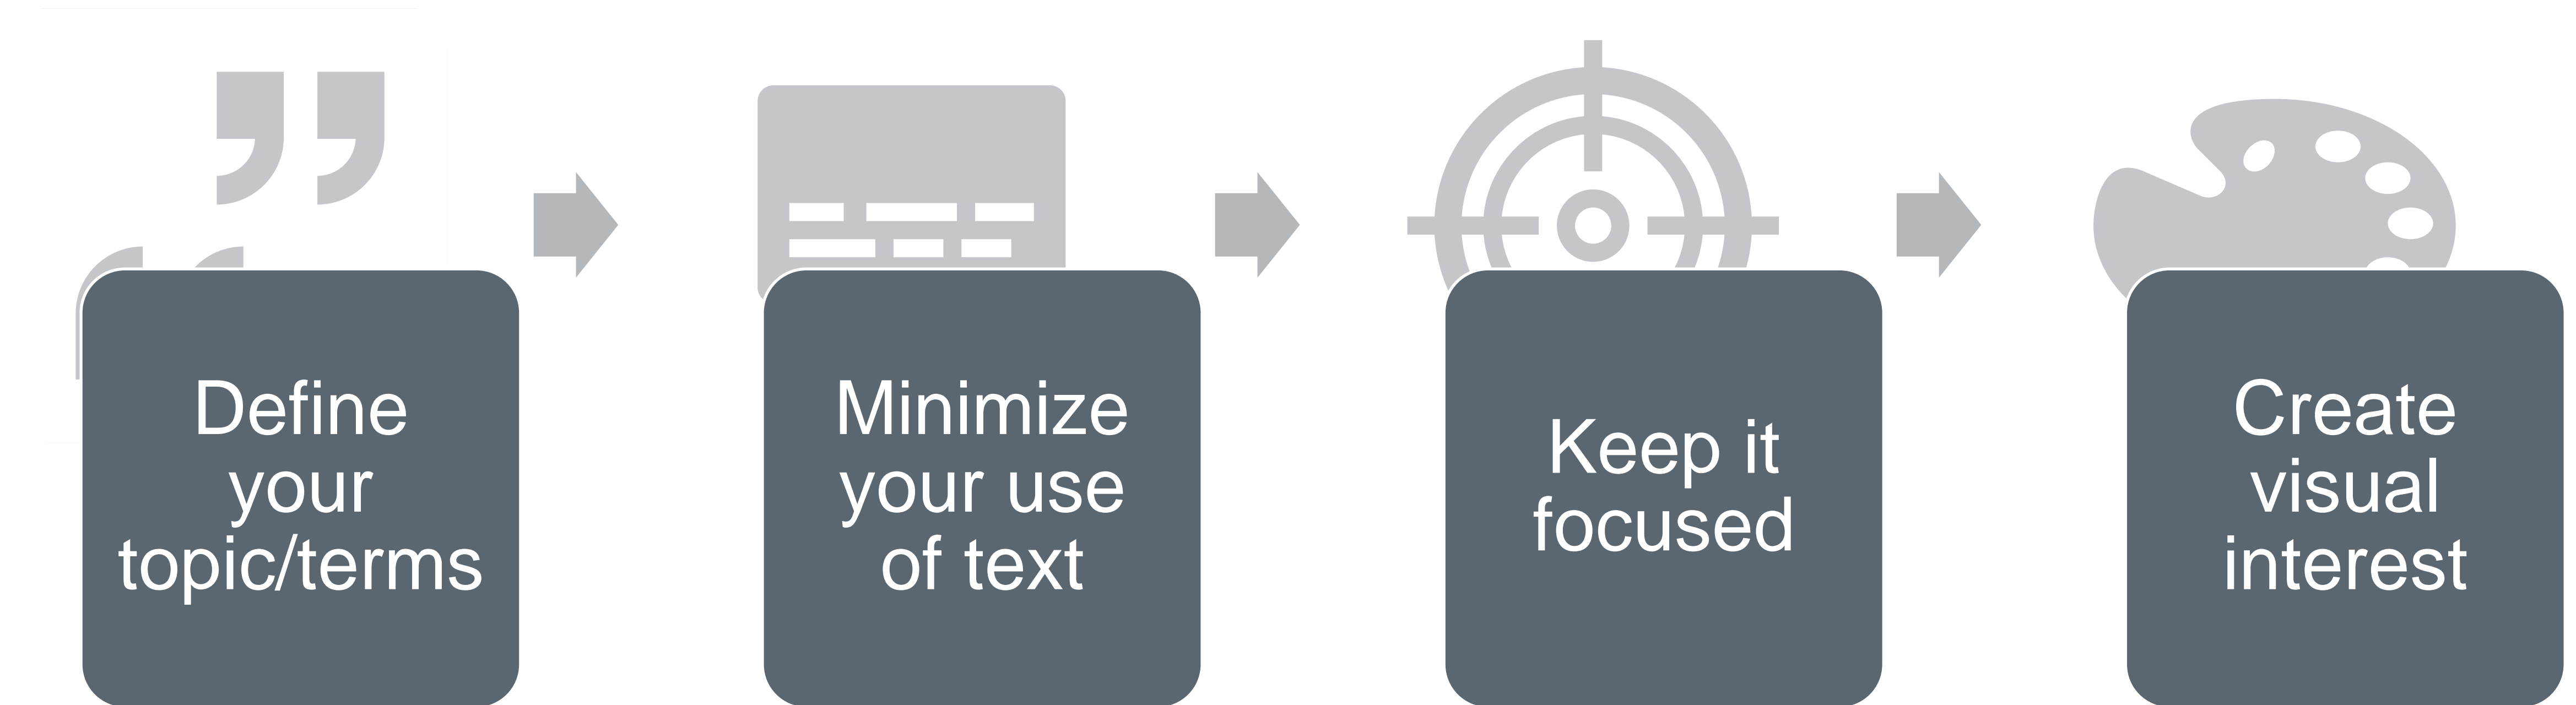 Define
your
topic/terms
Minimize
your use
of text
Keep it
focused
Create
visual
interest